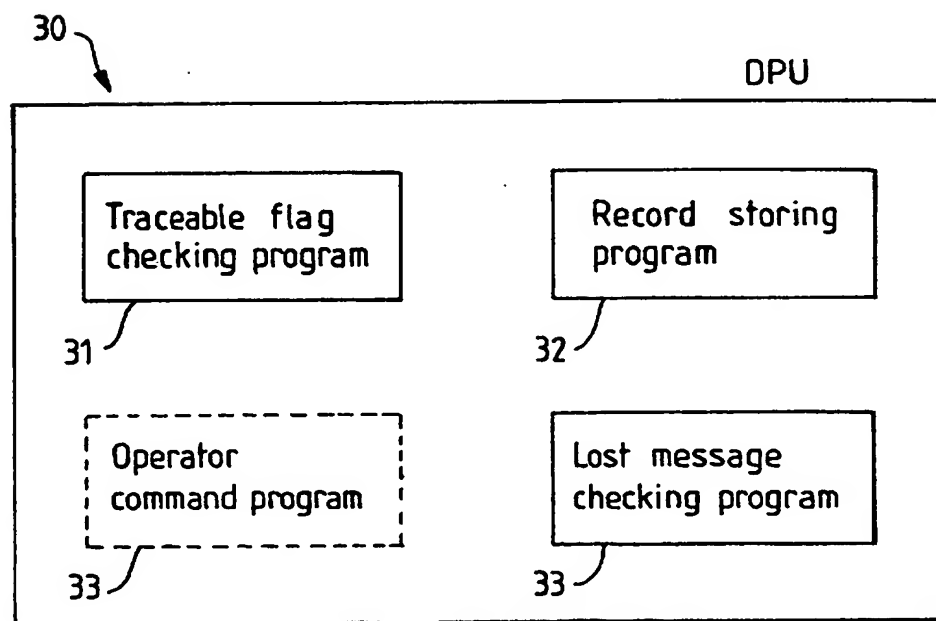 30
DPU
Traceable flag
checking program
31
Record storing
program
32
Operator
command program
33
Lost message
checking program
33